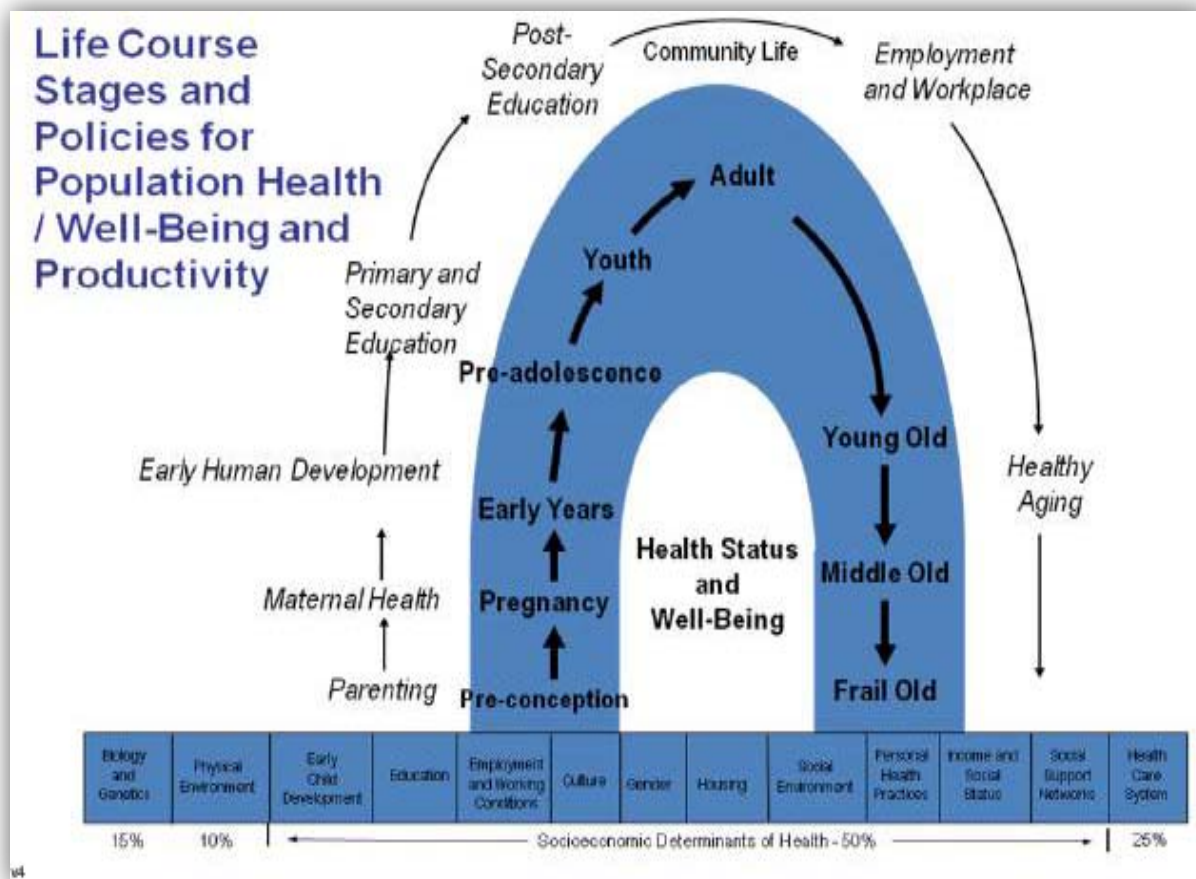 Life Course
Stages and
Policies for
Population Health
/ Well-Being and
Productivity
Post-
Secondary
Education
Community Life
Employment
and Workplace
Adult
Youth
Primary and
Secondary
Education
Pre-adolescence
Young Old
Early Human Development
Healthy
Aging
Early Years
Health Status
and
Well-Being
Middle Old
Maternal Health
Pregnancy
Parenting
Pre-conception
Frail Old
Biology
and
Genetics
Physical
Environment
Early
Child
Development
Education
Employment
and Working
Conditions
Culture
Gender
Housing
Social
Environment
Personal
Health
Practices
Income and
Social
Status
Social
Support
Networks
Health
Care
System
15%
10%
Socioeconomic Determinants of Health - 50%
25%
v4